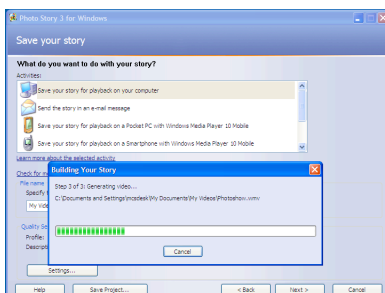 Photo Story 3 for Windows
Save your story
What do you want to do with your story?
Activities:
Save your story for playback on your computer
Send the story in an e-mail message
Save your story for playback on a Pocket PC with Windows Media Player 10 Mobile
Save your story for playback on a Smartphone with Windows Media Player 10 Mobile
Learn more about the selected activity
Check for
File name
Specify
My Vide
Quality Se
Profile:
Descripti
Building Your Story
Step 3 of 3: Generating video...
C:\Documents and Settings\mcsdesk\My Documents\My Videos\Photoshow.wmv
Cancel
Settings...
Help
Save Project...
< Back
Next >
Cancel